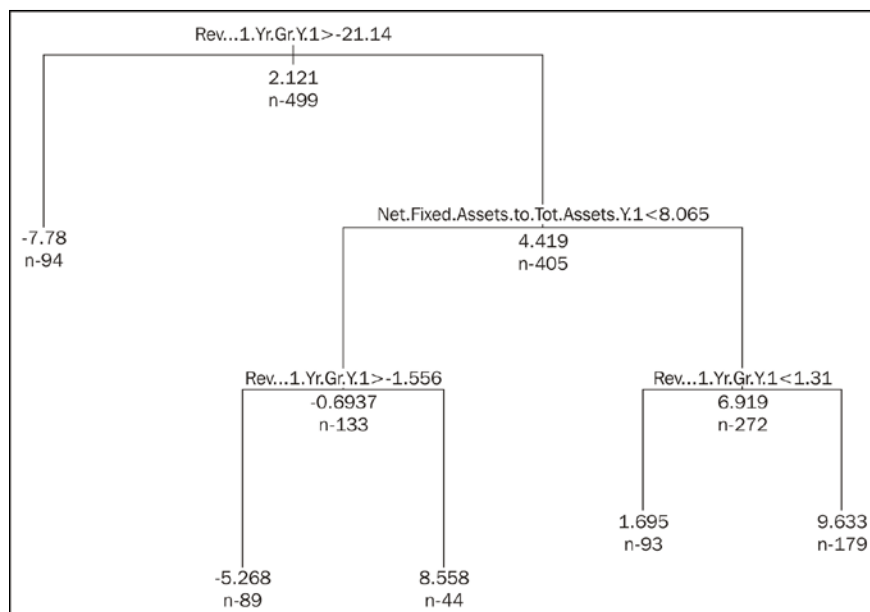 Rev...1.Yr.Gr.Y.1>-21.14
2.121
n-499
Net.Fixed.Assets.to.Tot.Assets.Y.1<8.065
-7.78
n-94
4.419
n-405
Rev...1.Yr.Gr.Y.1>-1.556
-0.6937
n-133
Rev...1.Yr.Gr.Y.1<1.31
6.919
n-272
-5.268
n-89
8.558
n-44
1.695
n-93
9.633
n-179